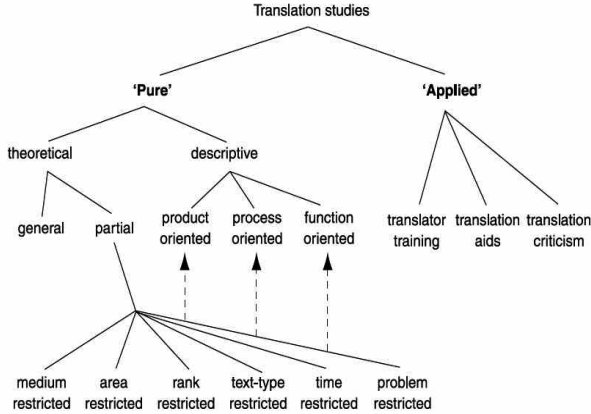 Translation studies
'Pure'
'Applied'
theoretical
descriptive
general
partial
product
oriented
process
oriented
function
oriented
translator
training
translation
aids
translation
criticism
medium
restricted
area
restricted
rank
restricted
text-type
restricted
time
restricted
problem
restricted